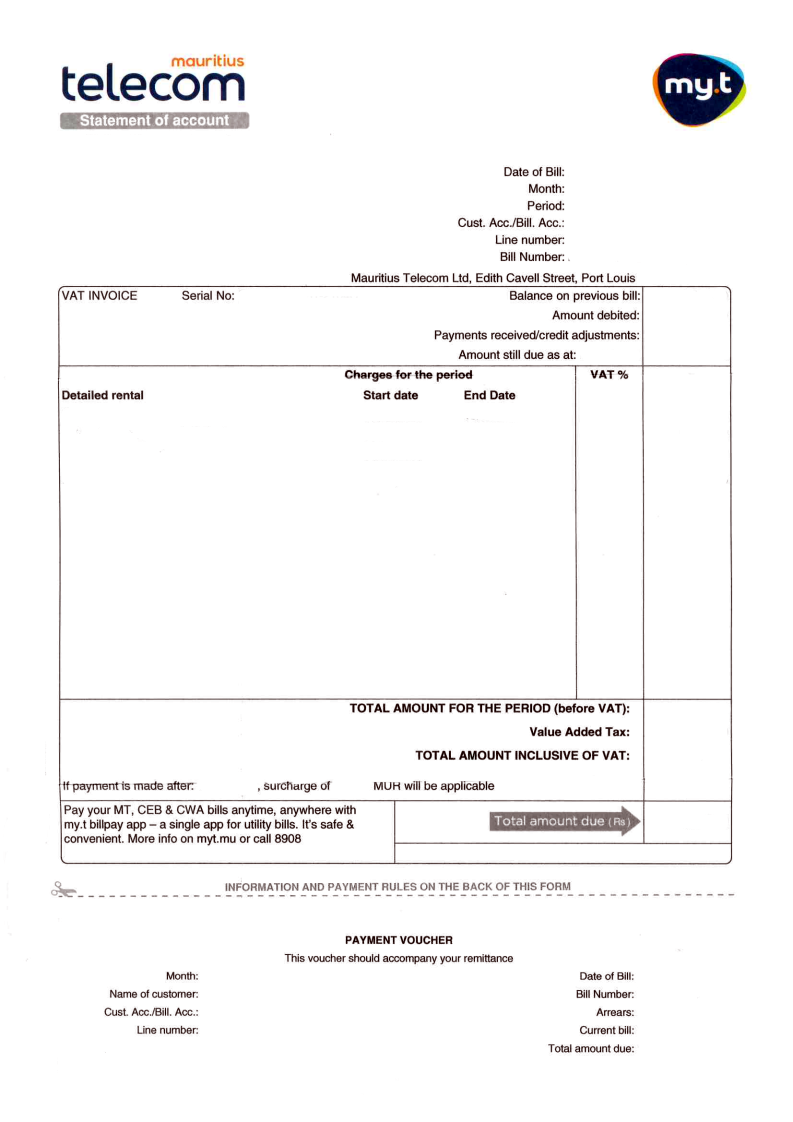 mauritius
telecom
Statement of account
my.t
Date of Bill:
Month:
Period:
Cust. Acc./Bill. Acc.:
Line number:
Bill Number:
Mauritius Telecom Ltd, Edith Cavell Street, Port Louis
VAT INVOICE Serial No: Balance on previous bill:
Amount debited:
Payments received/credit adjustments:
Amount still due as at:
Charges for the period VAT %
Detailed rental Start date End Date
TOTAL AMOUNT FOR THE PERIOD (before VAT):
Value Added Tax:
TOTAL AMOUNT INCLUSIVE OF VAT:
If payment is made after: , surcharge of MUR will be applicable
Pay your MT, CEB & CWA bills anytime, anywhere with
my.t billpay app – a single app for utility bills. It's safe &
convenient. More info on myt.mu or call 8908
Total amount due (Rs)
INFORMATION AND PAYMENT RULES ON THE BACK OF THIS FORM
PAYMENT VOUCHER
This voucher should accompany your remittance
Month: Date of Bill:
Name of customer: Bill Number:
Cust. Acc./Bill. Acc.: Arrears:
Line number: Current bill:
Total amount due: